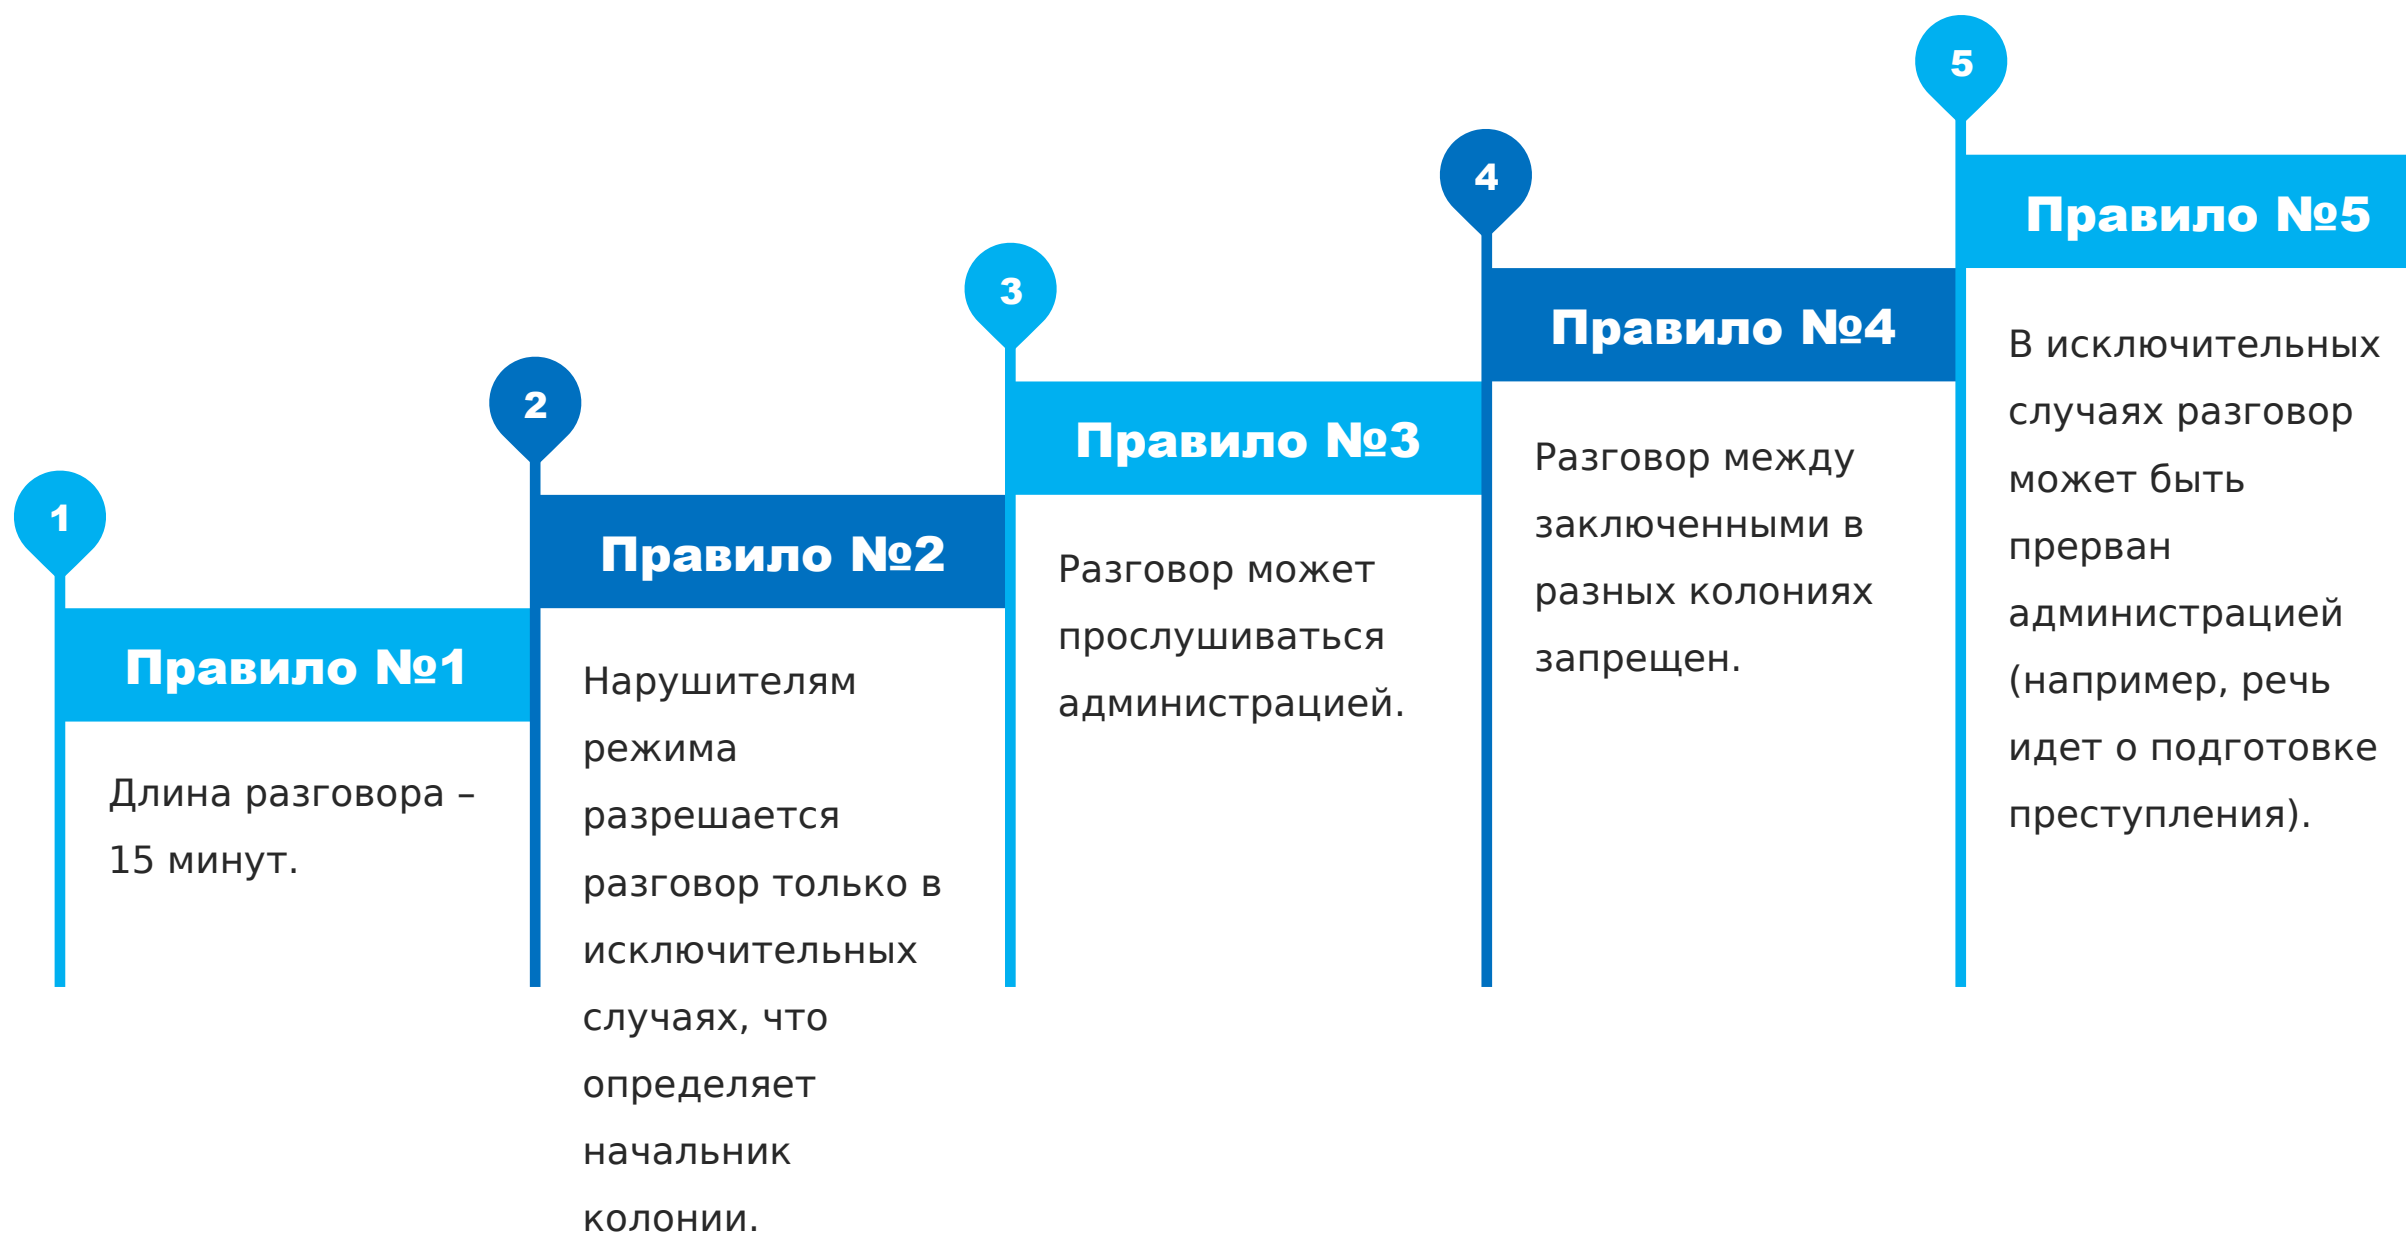 1
Правило №1
Длина разговора –
15 минут.
2
Правило №2
Нарушителям
режима
разрешается
разговор только в
исключительных
случаях, что
определяет
начальник
колонии.
3
Правило №3
Разговор может
прослушиваться
администрацией.
4
Правило №4
Разговор между
заключенными в
разных колониях
запрещен.
5
Правило №5
В исключительных
случаях разговор
может быть
прерван
администрацией
(например, речь
идет о подготовке
преступления).